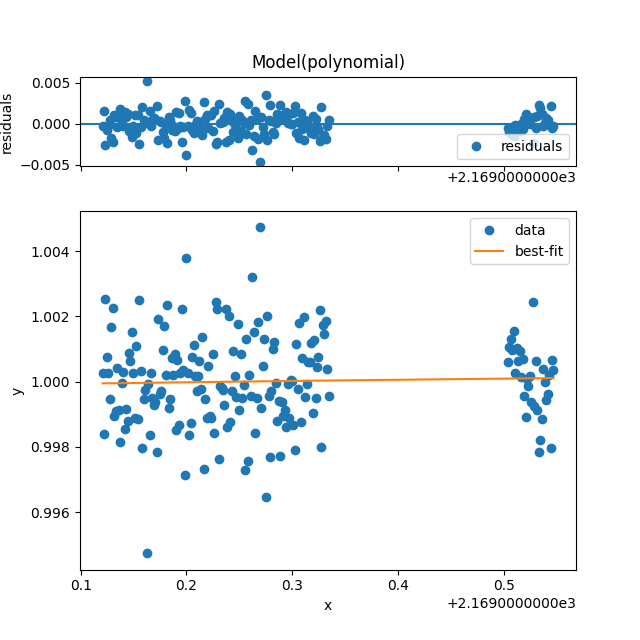 Model(polynomial)
residuals
0.005
0.000
−0.005
residuals
+2.1690000000e3
y
1.004
1.002
1.000
0.998
0.996
data
best-fit
0.1
0.2
0.3
0.4
0.5
x
+2.1690000000e3